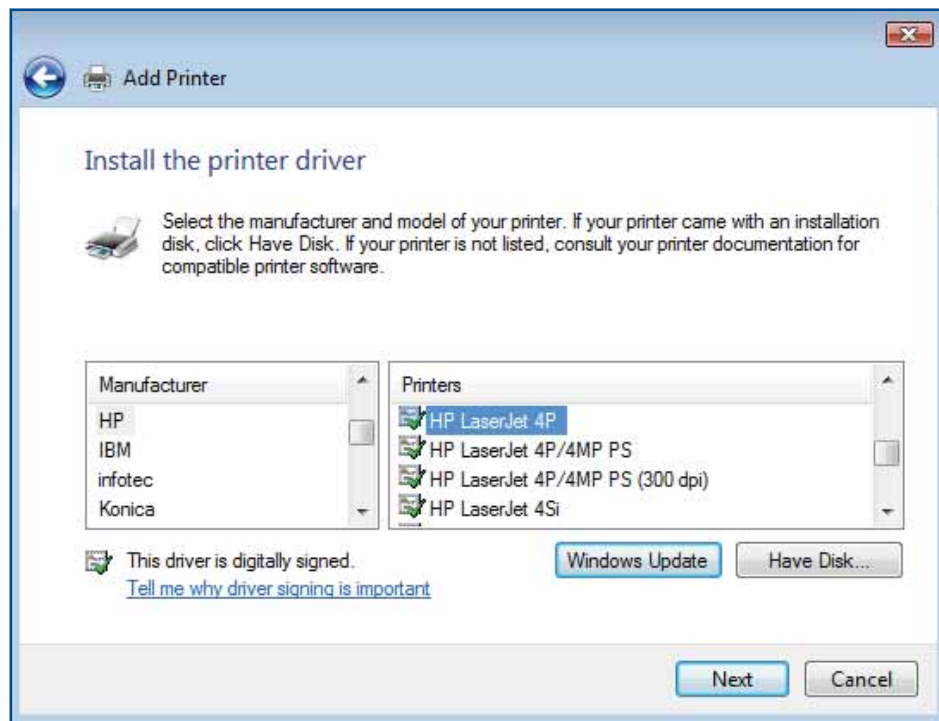 Add Printer
Install the printer driver
Select the manufacturer and model of your printer. If your printer came with an installation
disk, click Have Disk. If your printer is not listed, consult your printer documentation for
compatible printer software.
Manufacturer
HP
IBM
infotec
Konica
Printers
HP LaserJet 4P
HP LaserJet 4P/4MP PS
HP LaserJet 4P/4MP PS (300 dpi)
HP LaserJet 4Si
This driver is digitally signed.
Tell me why driver signing is important
Windows Update
Have Disk...
Next
Cancel